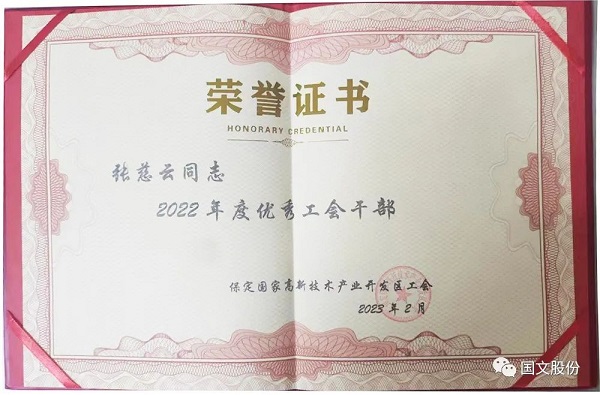 荣誉证书
HONORARY CREDENTIAL
张慈云同志
2022年度优秀工会干部
保定国家高新技术产业开发区工会
2023年2月
国文股份